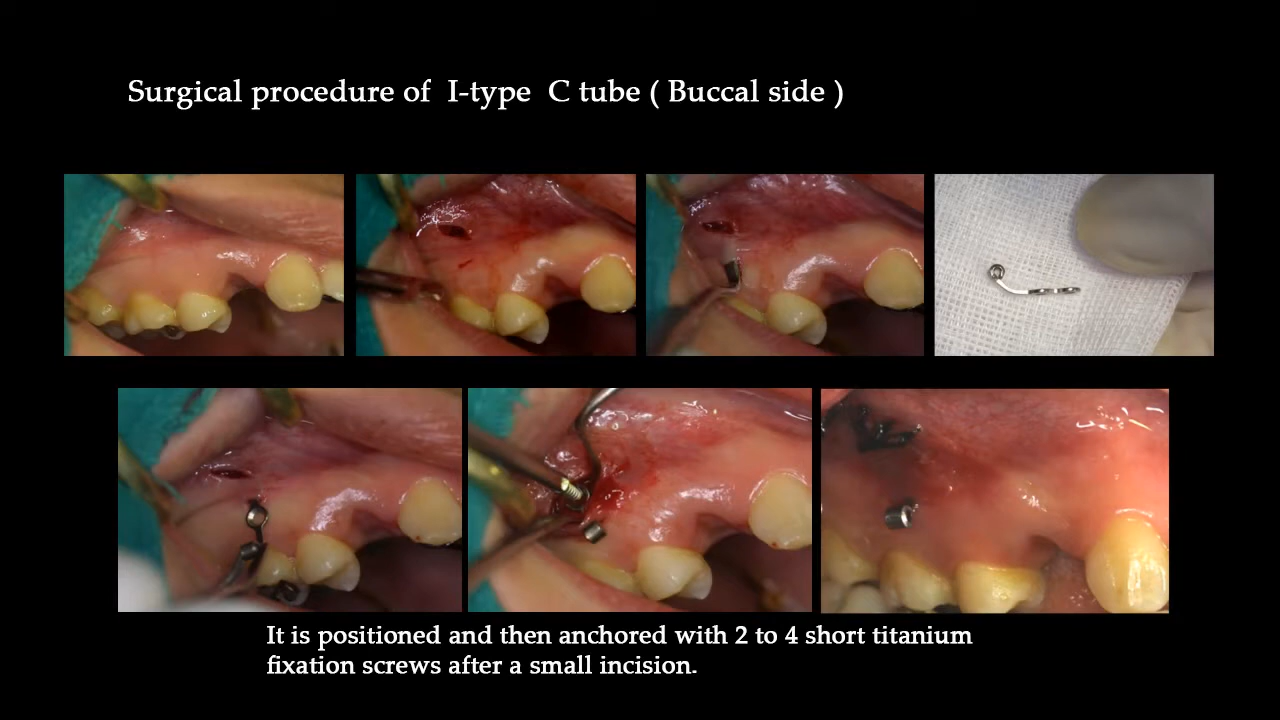 Surgical procedure of I-type C tube ( Buccal side )
It is positioned and then anchored with 2 to 4 short titanium
fixation screws after a small incision.